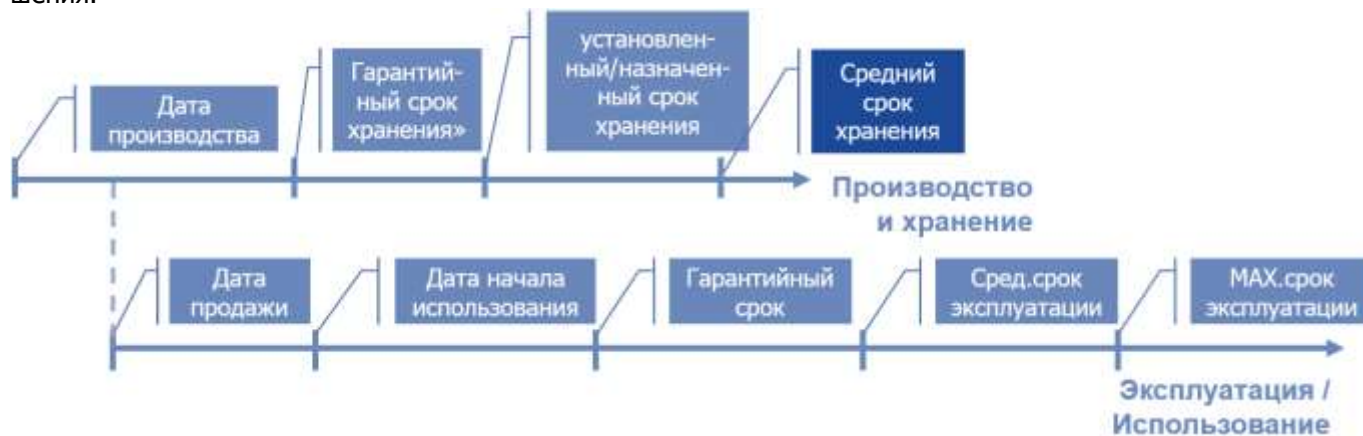 шения.
Дата
производства
Гарантий-
ный срок
хранения»
установлен-
ный/назначен-
ный срок
хранения
Средний
срок
хранения
Производство
и хранение
Дата
продажи
Дата начала
использования
Гарантийный
срок
Сред.срок
эксплуатации
MAX.срок
эксплуатации
Эксплуатация /
Использование